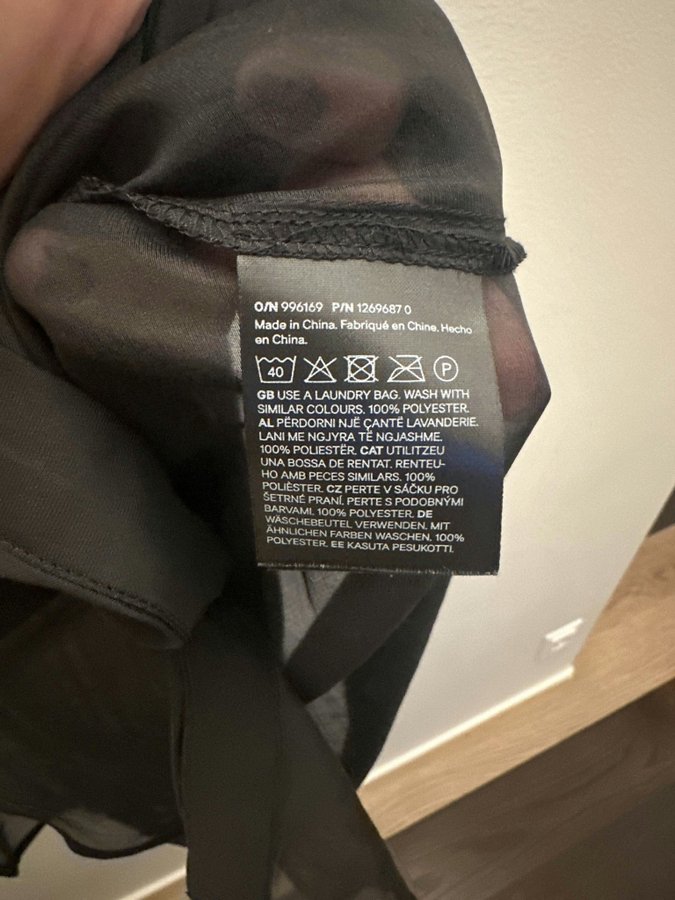 O/N 996169 P/N 1269687 0
Made in China. Fabriqué en Chine. Hecho
en China.
40 P
GB USE A LAUNDRY BAG. WASH WITH
SIMILAR COLOURS. 100% POLYESTER.
AL PËRDORNI NJË ÇANTË LAVANDERIE.
LANI ME NGJYRA TË NGJASHME.
100% POLIESTËR. CAT UTILITZEU
UNA BOSSA DE RENTAT. RENTEU-
HO AMB PECES SIMILARS. 100%
POLIÈSTER. CZ PERTE V SÁČKU PRO
ŠETRNÉ PRANÍ. PERTE S PODOBNÝMI
BARVAMI. 100% POLYESTER. DE
WÄSCHEBEUTEL VERWENDEN. MIT
ÄHNLICHEN FARBEN WASCHEN. 100%
POLYESTER. EE KASUTA PESUKOTTI.